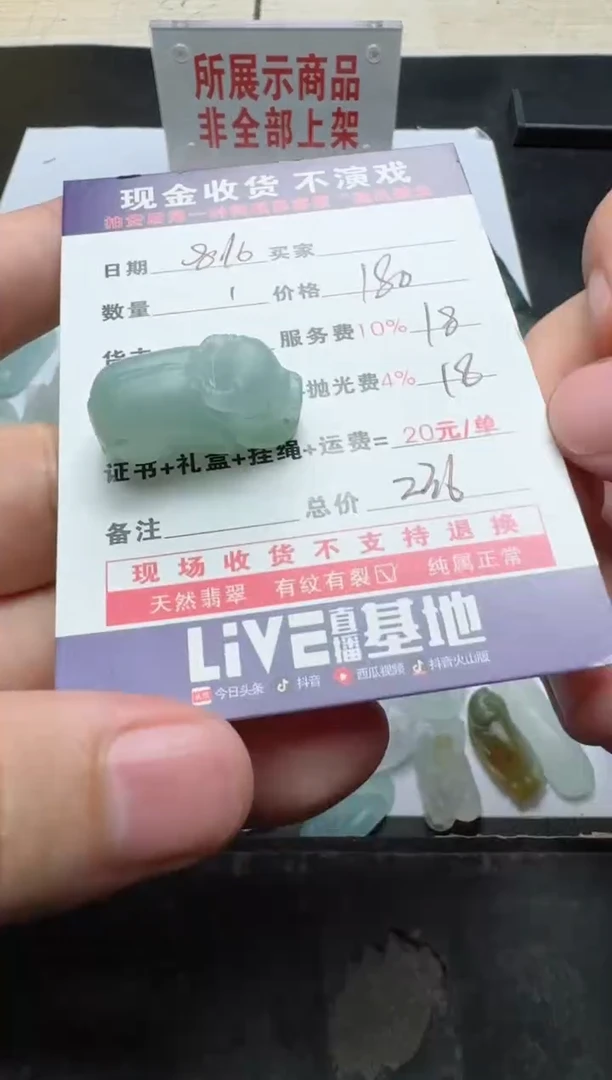 所展示商品
非全部上架
现金收货 不演戏
日期 8.16 买家
数量 1 价格 180
服务费10% 18
抛光费4% 18
证书+礼盒+挂绳+运费= 20元/单
备注 总价 236
现场收货不支持退换
天然翡翠 有纹有裂 纯属正常
LiVE直播基地
今日头条 抖音 西瓜视频 抖音火山版